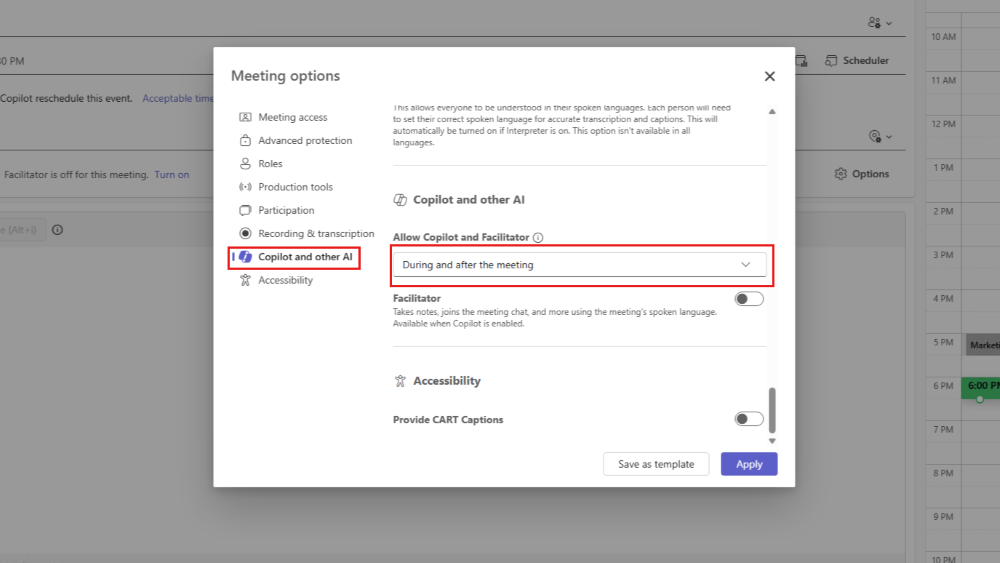 10 AM
0 PM
Scheduler
Meeting options
11 AM
Copilot reschedule this event. Acceptable time
Meeting access
Advanced protection
Roles
Production tools
Participation
Recording & transcription
Copilot and other AI
Accessibility
This allows everyone to be understood in their spoken languages. Each person will need
to set their correct spoken language for accurate transcription and captions. This will
automatically be turned on if Interpreter is on. This option isn't available in all
languages.
Copilot and other AI
Allow Copilot and Facilitator
During and after the meeting
Facilitator
Takes notes, joins the meeting chat, and more using the meeting's spoken language.
Available when Copilot is enabled.
Accessibility
Provide CART Captions
Save as template
Apply
Facilitator is off for this meeting. Turn on
Options
e (Alt+i)
12 PM
1 PM
2 PM
3 PM
4 PM
5 PM
Marketi
6 PM
6:00 PM
7 PM
8 PM
9 PM
10 PM